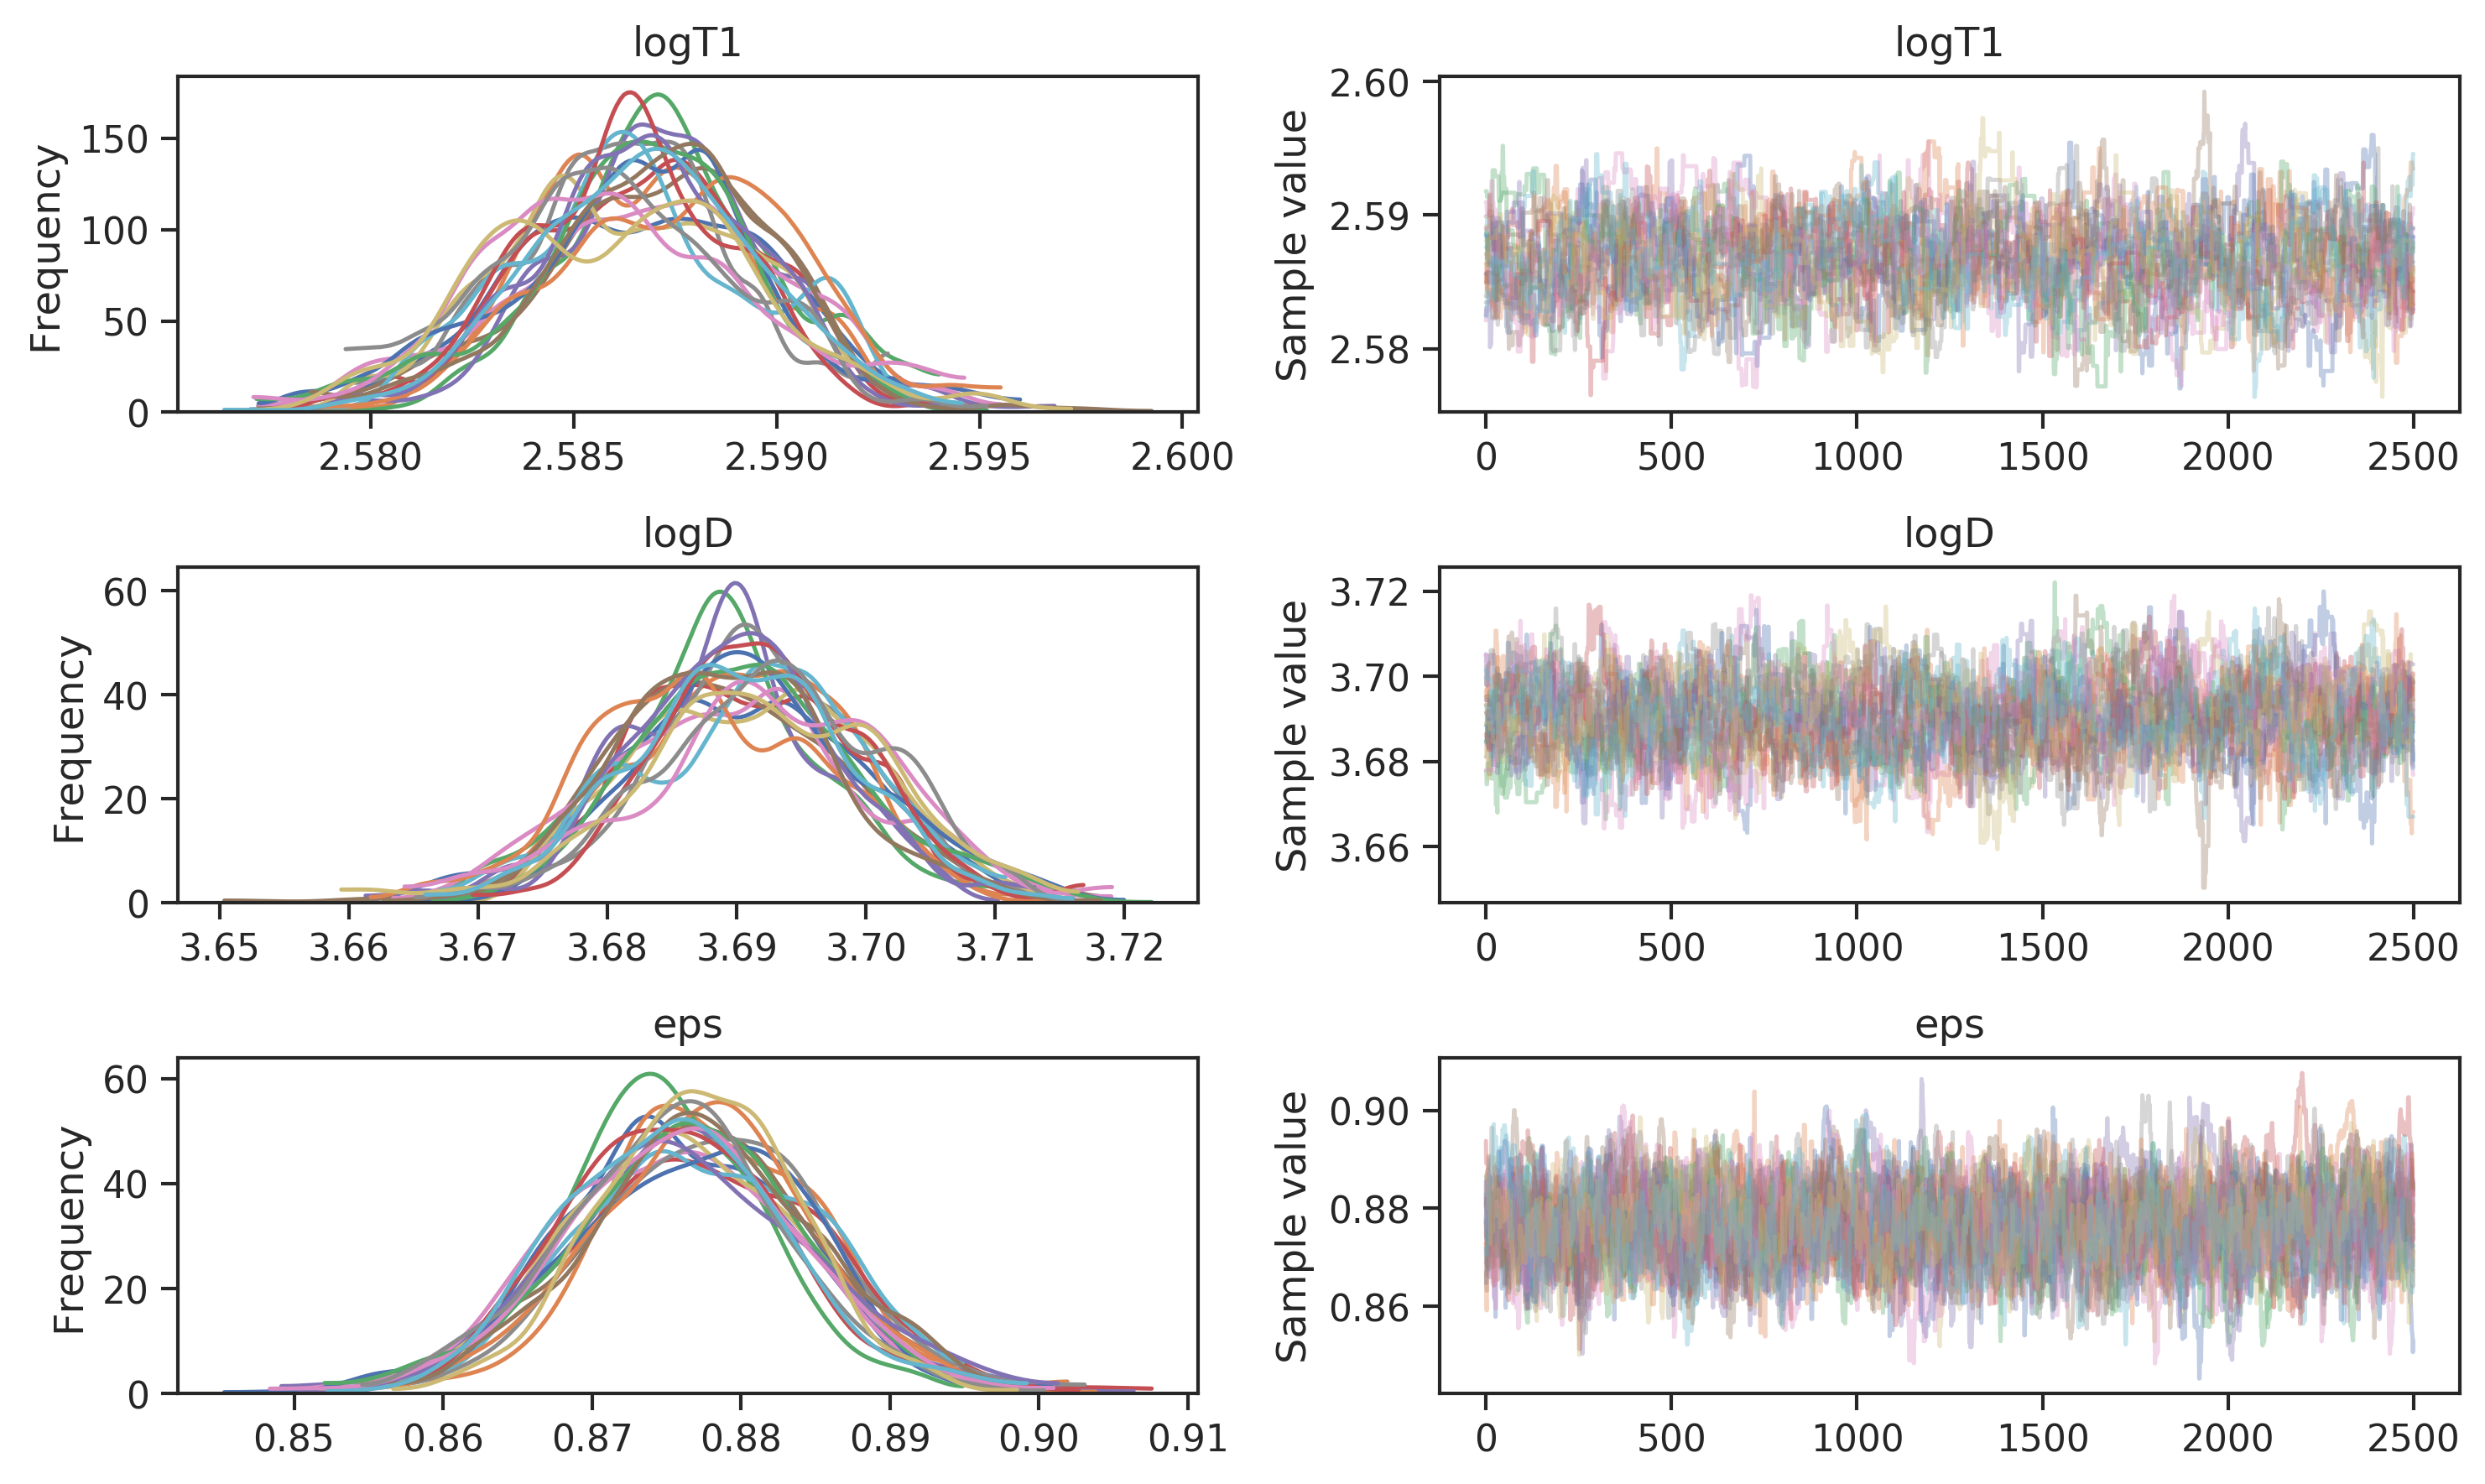 logT1
Frequency
150
100
50
0
2.580 2.585 2.590 2.595 2.600
logT1
Sample value
2.60
2.59
2.58
0 500 1000 1500 2000 2500
logD
Frequency
60
40
20
0
3.65 3.66 3.67 3.68 3.69 3.70 3.71 3.72
logD
Sample value
3.72
3.70
3.68
3.66
0 500 1000 1500 2000 2500
eps
Frequency
60
40
20
0
0.85 0.86 0.87 0.88 0.89 0.90 0.91
eps
Sample value
0.90
0.88
0.86
0 500 1000 1500 2000 2500